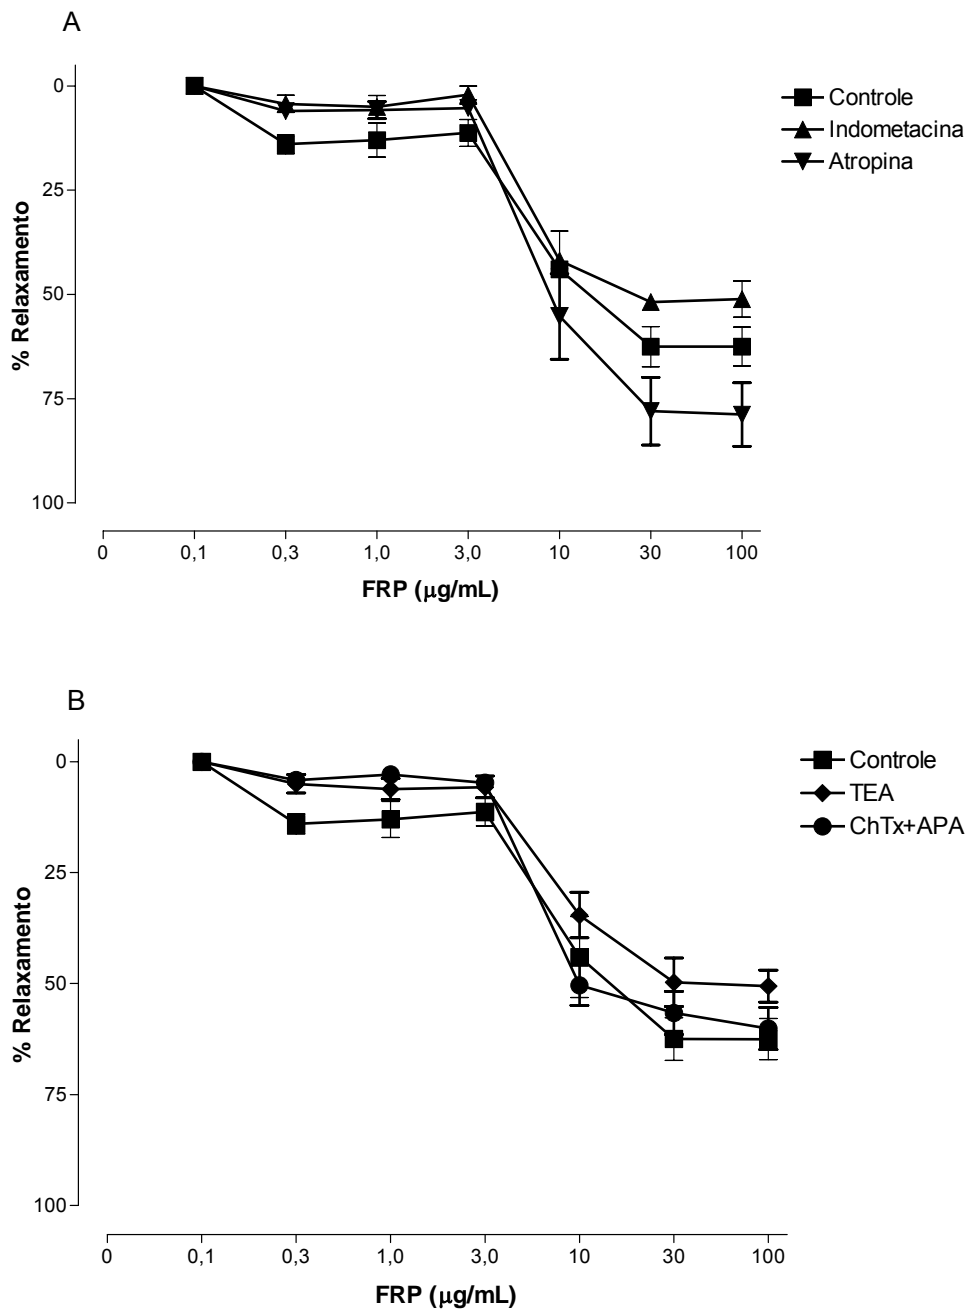 A
0
25
50
75
100
% Relaxamento
Controle
Indometacina
Atropina
0 0,1 0,3 1,0 3,0 10 30 100
FRP (μg/mL)
B
0
25
50
75
100
% Relaxamento
Controle
TEA
ChTx+APA
0 0,1 0,3 1,0 3,0 10 30 100
FRP (μg/mL)